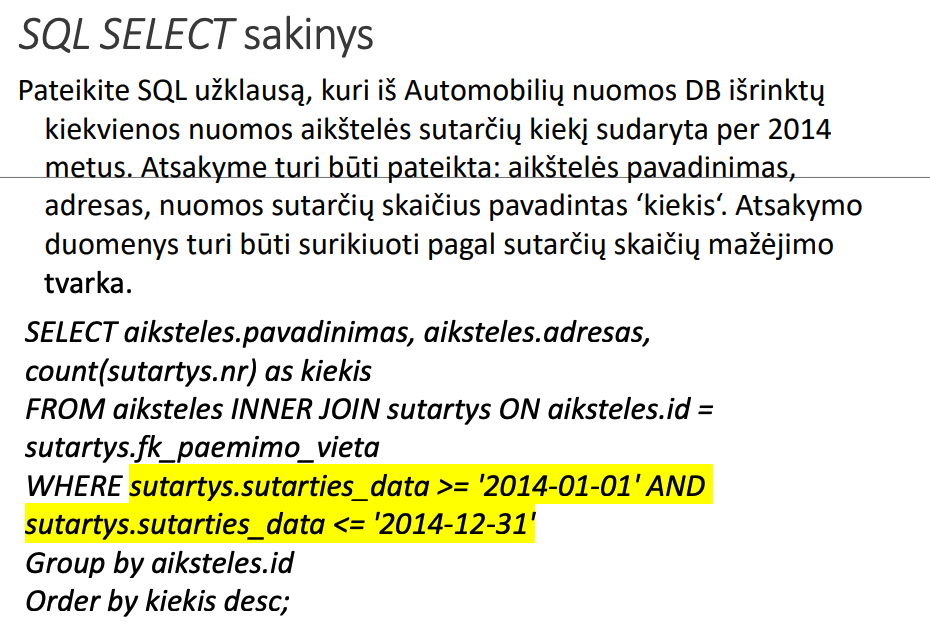 SQL SELECT sakinys
Pateikite SQL užklausą, kuri iš Automobilių nuomos DB išrinktų
kiekvienos nuomos aikštelės sutarčių kiekį sudaryta per 2014
metus. Atsakyme turi būti pateikta: aikštelės pavadinimas,
adresas, nuomos sutarčių skaičius pavadintas ‘kiekis‘. Atsakymo
duomenys turi būti surikiuoti pagal sutarčių skaičių mažėjimo
tvarka.
SELECT aiksteles.pavadinimas, aiksteles.adresas,
count(sutartys.nr) as kiekis
FROM aiksteles INNER JOIN sutartys ON aiksteles.id =
sutartys.fk_paemimo_vieta
WHERE sutartys.sutarties_data >= '2014-01-01' AND
sutartys.sutarties_data <= '2014-12-31'
Group by aiksteles.id
Order by kiekis desc;